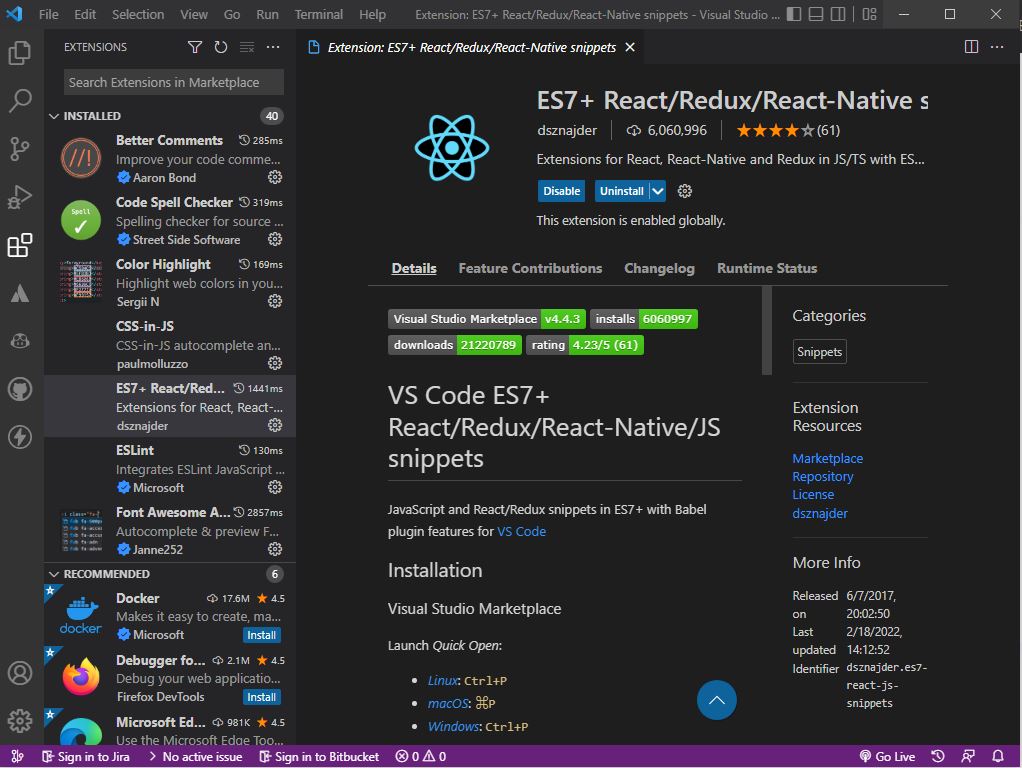 File Edit Selection View Go Run Terminal Help Extension: ES7+ React/Redux/React-Native snippets - Visual Studio ...
EXTENSIONS
Search Extensions in Marketplace
INSTALLED 40
Better Comments 285ms
Improve your code comme...
Aaron Bond
Code Spell Checker 319ms
Spelling checker for source ...
Street Side Software
Spell
Color Highlight 169ms
Highlight web colors in you...
Sergii N
CSS-in-JS
CSS-in-JS autocomplete an...
paulmolluzzo
ES7+ React/Red... 1441ms
Extensions for React, React-...
dsznajder
ESLint 130ms
Integrates ESLint JavaScript ...
Microsoft
Font Awesome A... 2857ms
Autocomplete & preview F...
Janne252
RECOMMENDED 6
Docker 17.6M 4.5
Makes it easy to create, ma...
Microsoft Install
docker
Debugger fo... 2.1M 4.5
Debug your web applicatio...
Firefox DevTools Install
Microsoft Ed... 981K 4.5
Use the Microsoft Edge Too...
Extension: ES7+ React/Redux/React-Native snippets
ES7+ React/Redux/React-Native s
dsznajder 6,060,996 (61)
Extensions for React, React-Native and Redux in JS/TS with ES...
Disable Uninstall
This extension is enabled globally.
Details Feature Contributions Changelog Runtime Status
Visual Studio Marketplace v4.4.3 installs 6060997
downloads 21220789 rating 4.23/5 (61)
VS Code ES7+
React/Redux/React-Native/JS
snippets
JavaScript and React/Redux snippets in ES7+ with Babel
plugin features for VS Code
Installation
Visual Studio Marketplace
Launch Quick Open:
• Linux: Ctrl+P
• macOS: ⌘P
• Windows: Ctrl+P
Categories
Snippets
Extension
Resources
Marketplace
Repository
License
dsznajder
More Info
Released 6/7/2017,
on 20:02:50
Last 2/18/2022,
updated 14:12:52
Identifier dsznajder.es7-
react-js-
snippets
Sign in to Jira No active issue Sign in to Bitbucket 0 0 Go Live